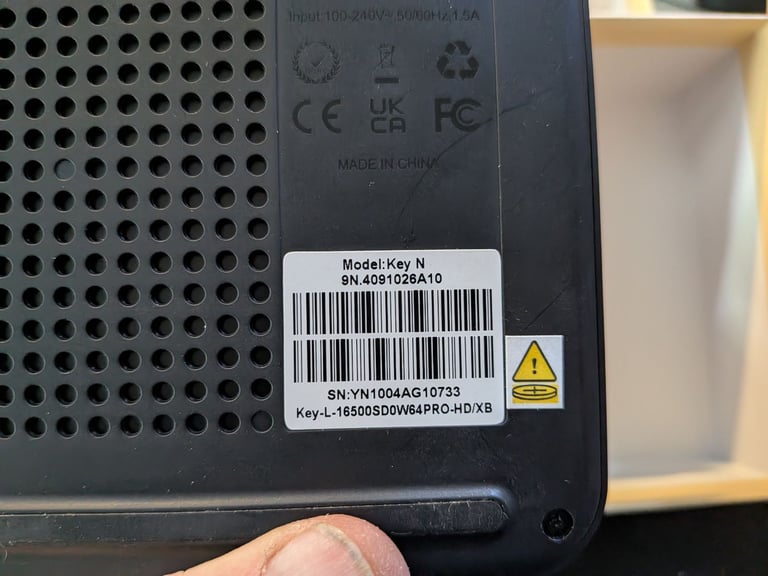 Input:100-240V~ 50/60Hz,1.5A
CE UK CA FC
MADE IN CHINA
Model:Key N
9N.4091026A10
SN:YN1004AG10733
Key-L-16500SD0W64PRO-HD/XB
!